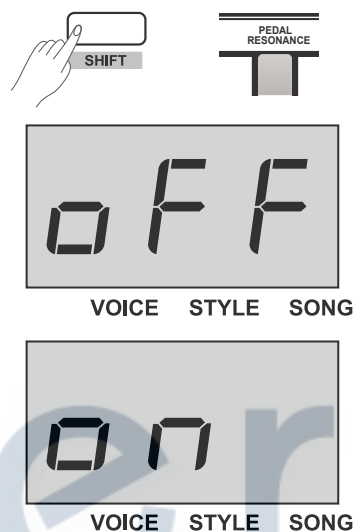 PEDAL
RESONANCE
SHIFT
oFF
VOICE STYLE SONG
on
VOICE STYLE SONG